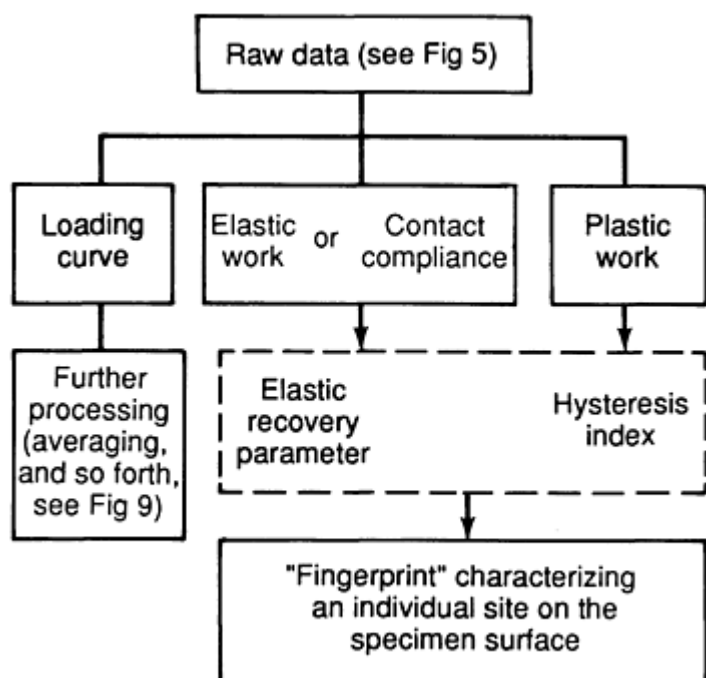 Raw data (see Fig 5)
Loading
curve
Elastic
work
or
Contact
compliance
Plastic
work
Further
processing
(averaging,
and so forth,
see Fig 9)
Elastic
recovery
parameter
Hysteresis
index
"Fingerprint" characterizing
an individual site on the
specimen surface